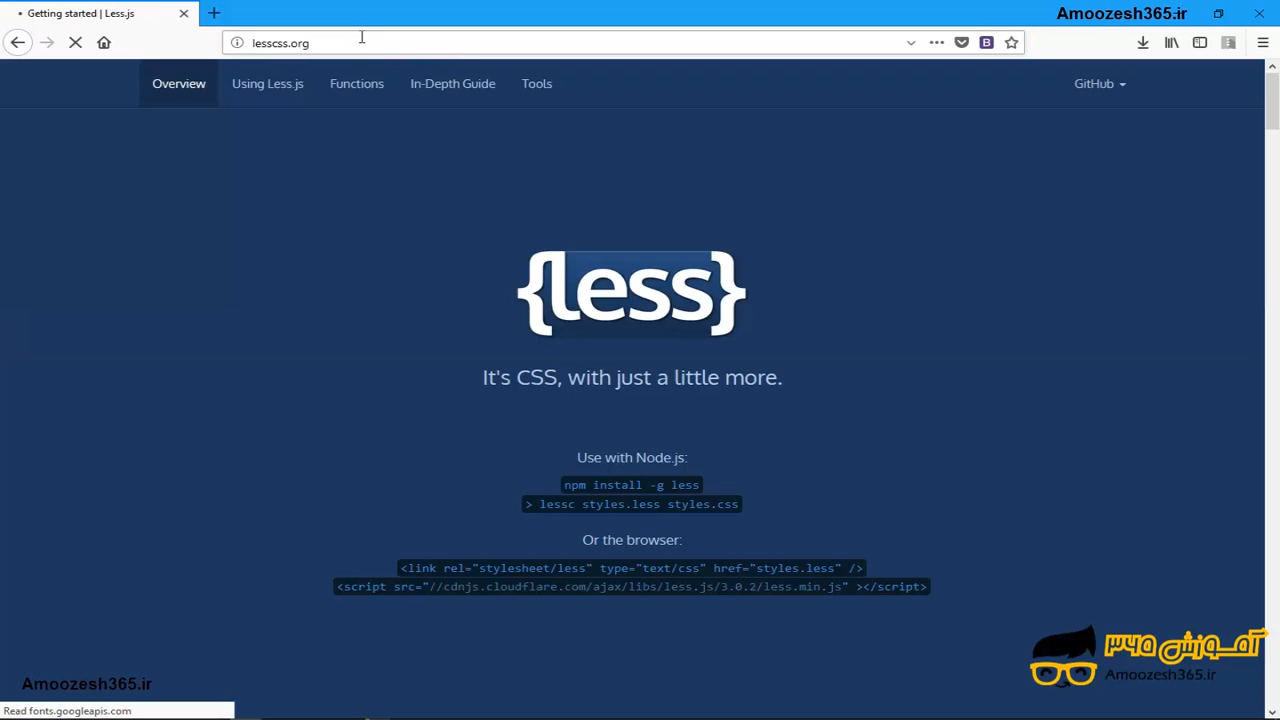 Getting started | Less.js
Amoozesh365.ir
lesscss.org
Overview
Using Less.js
Functions
In-Depth Guide
Tools
GitHub
{less}
It's CSS, with just a little more.
Use with Node.js:
npm install -g less
> lessc styles.less styles.css
Or the browser:
<link rel="stylesheet/less" type="text/css" href="styles.less" />
<script src="//cdnjs.cloudflare.com/ajax/libs/less.js/3.0.2/less.min.js" ></script>
آموزش ۳۶۵
Amoozesh365.ir
Amoozesh365.ir
Read fonts.googleapis.com